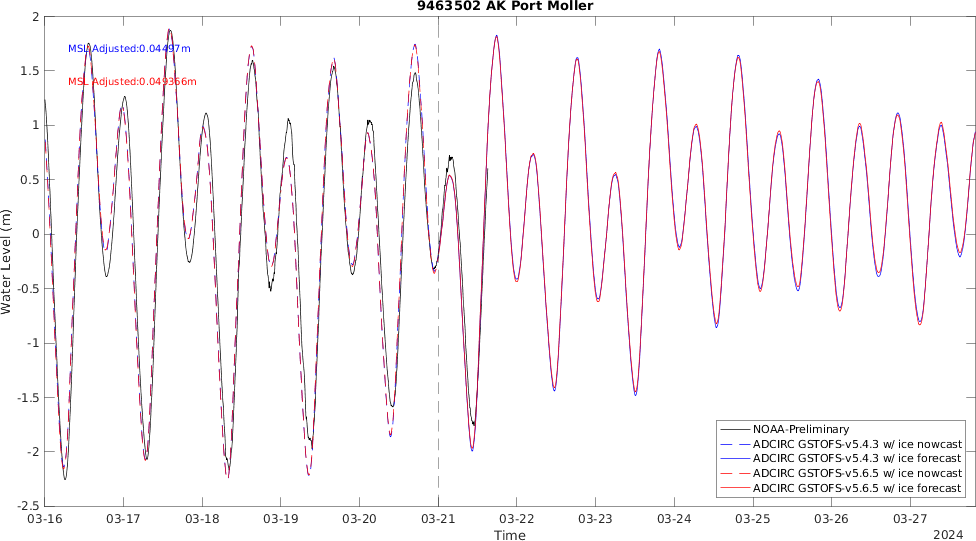 9463502 AK Port Moller
2
1.5
1
0.5
0
-0.5
-1
-1.5
-2
-2.5
Water Level (m)
MSL Adjusted:0.04497m
MSL Adjusted:0.049366m
NOAA-Preliminary
ADCIRC GSTOFS-v5.4.3 w/ ice nowcast
ADCIRC GSTOFS-v5.4.3 w/ ice forecast
ADCIRC GSTOFS-v5.6.5 w/ ice nowcast
ADCIRC GSTOFS-v5.6.5 w/ ice forecast
03-16 03-17 03-18 03-19 03-20 03-21 03-22 03-23 03-24 03-25 03-26 03-27
Time
2024